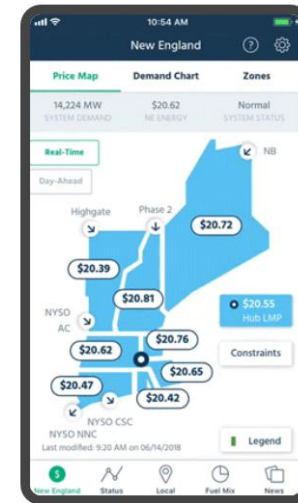 10:54 AM
New England
Price Map Demand Chart Zones
14,224 MW $20.62 Normal
SYSTEM DEMAND NE ENERGY SYSTEM STATUS
Real-Time
NB
Day-Ahead
Highgate Phase 2
$20.72
$20.39
$20.81
$20.55
Hub LMP
NYSO
AC
$20.76
$20.62
Constraints
$20.65
$20.47
$20.42
NYSO CSC
NYSO NNC
Legend
Last modified: 9:20 AM on 06/14/2018
New England Status Local Fuel Mix News